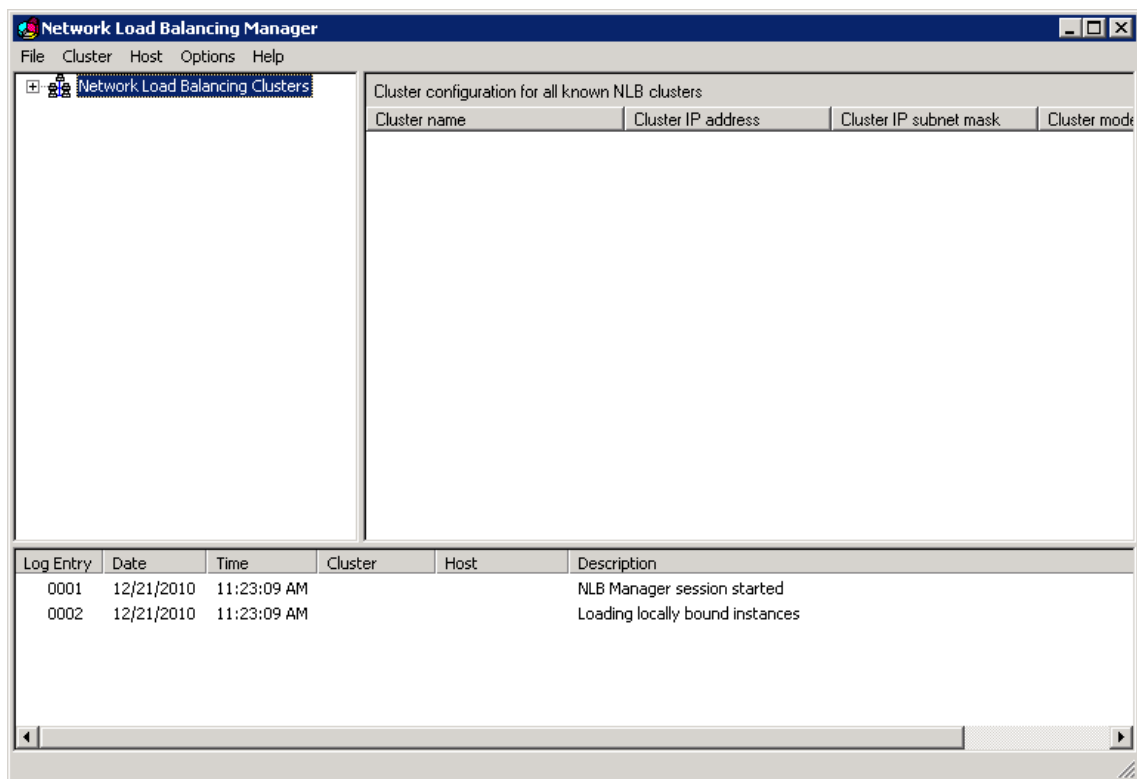 Network Load Balancing Manager
File Cluster Host Options Help
Network Load Balancing Clusters
Cluster configuration for all known NLB clusters
Cluster name Cluster IP address Cluster IP subnet mask Cluster mode
Log Entry Date Time Cluster Host Description
0001 12/21/2010 11:23:09 AM NLB Manager session started
0002 12/21/2010 11:23:09 AM Loading locally bound instances